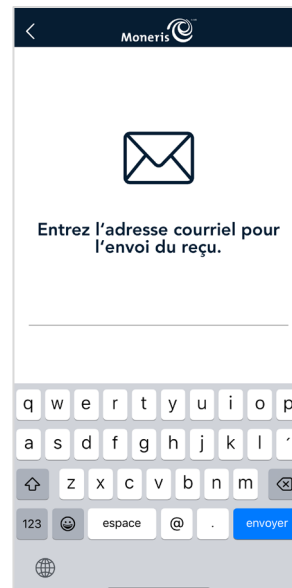 Moneris
Entrez l'adresse courriel pour
l'envoi du reçu.
q w e r t y u i o p
a s d f g h j k l ´
z x c v b n m
123 espace @ . envoyer